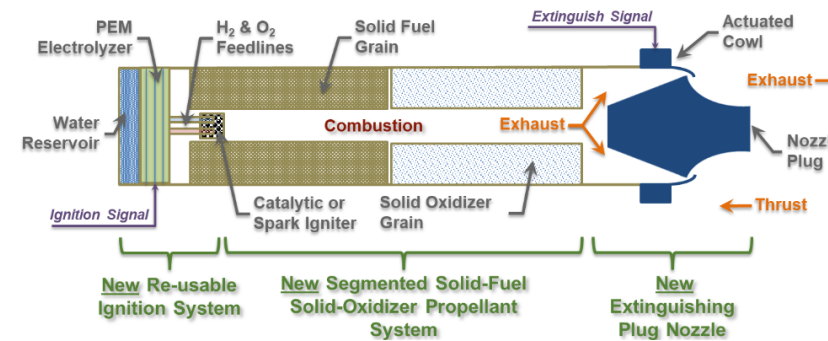 PEM
Electrolyzer
H2 & O2
Feedlines
Solid Fuel
Grain
Extinguish Signal
Actuated
Cowl
Exhaust
Water
Reservoir
Combustion
Exhaust
Nozzle
Plug
Ignition Signal
Catalytic or
Spark Igniter
Solid Oxidizer
Grain
Thrust
New Re-usable
Ignition System
New Segmented Solid-Fuel
Solid-Oxidizer Propellant
System
New
Extinguishing
Plug Nozzle